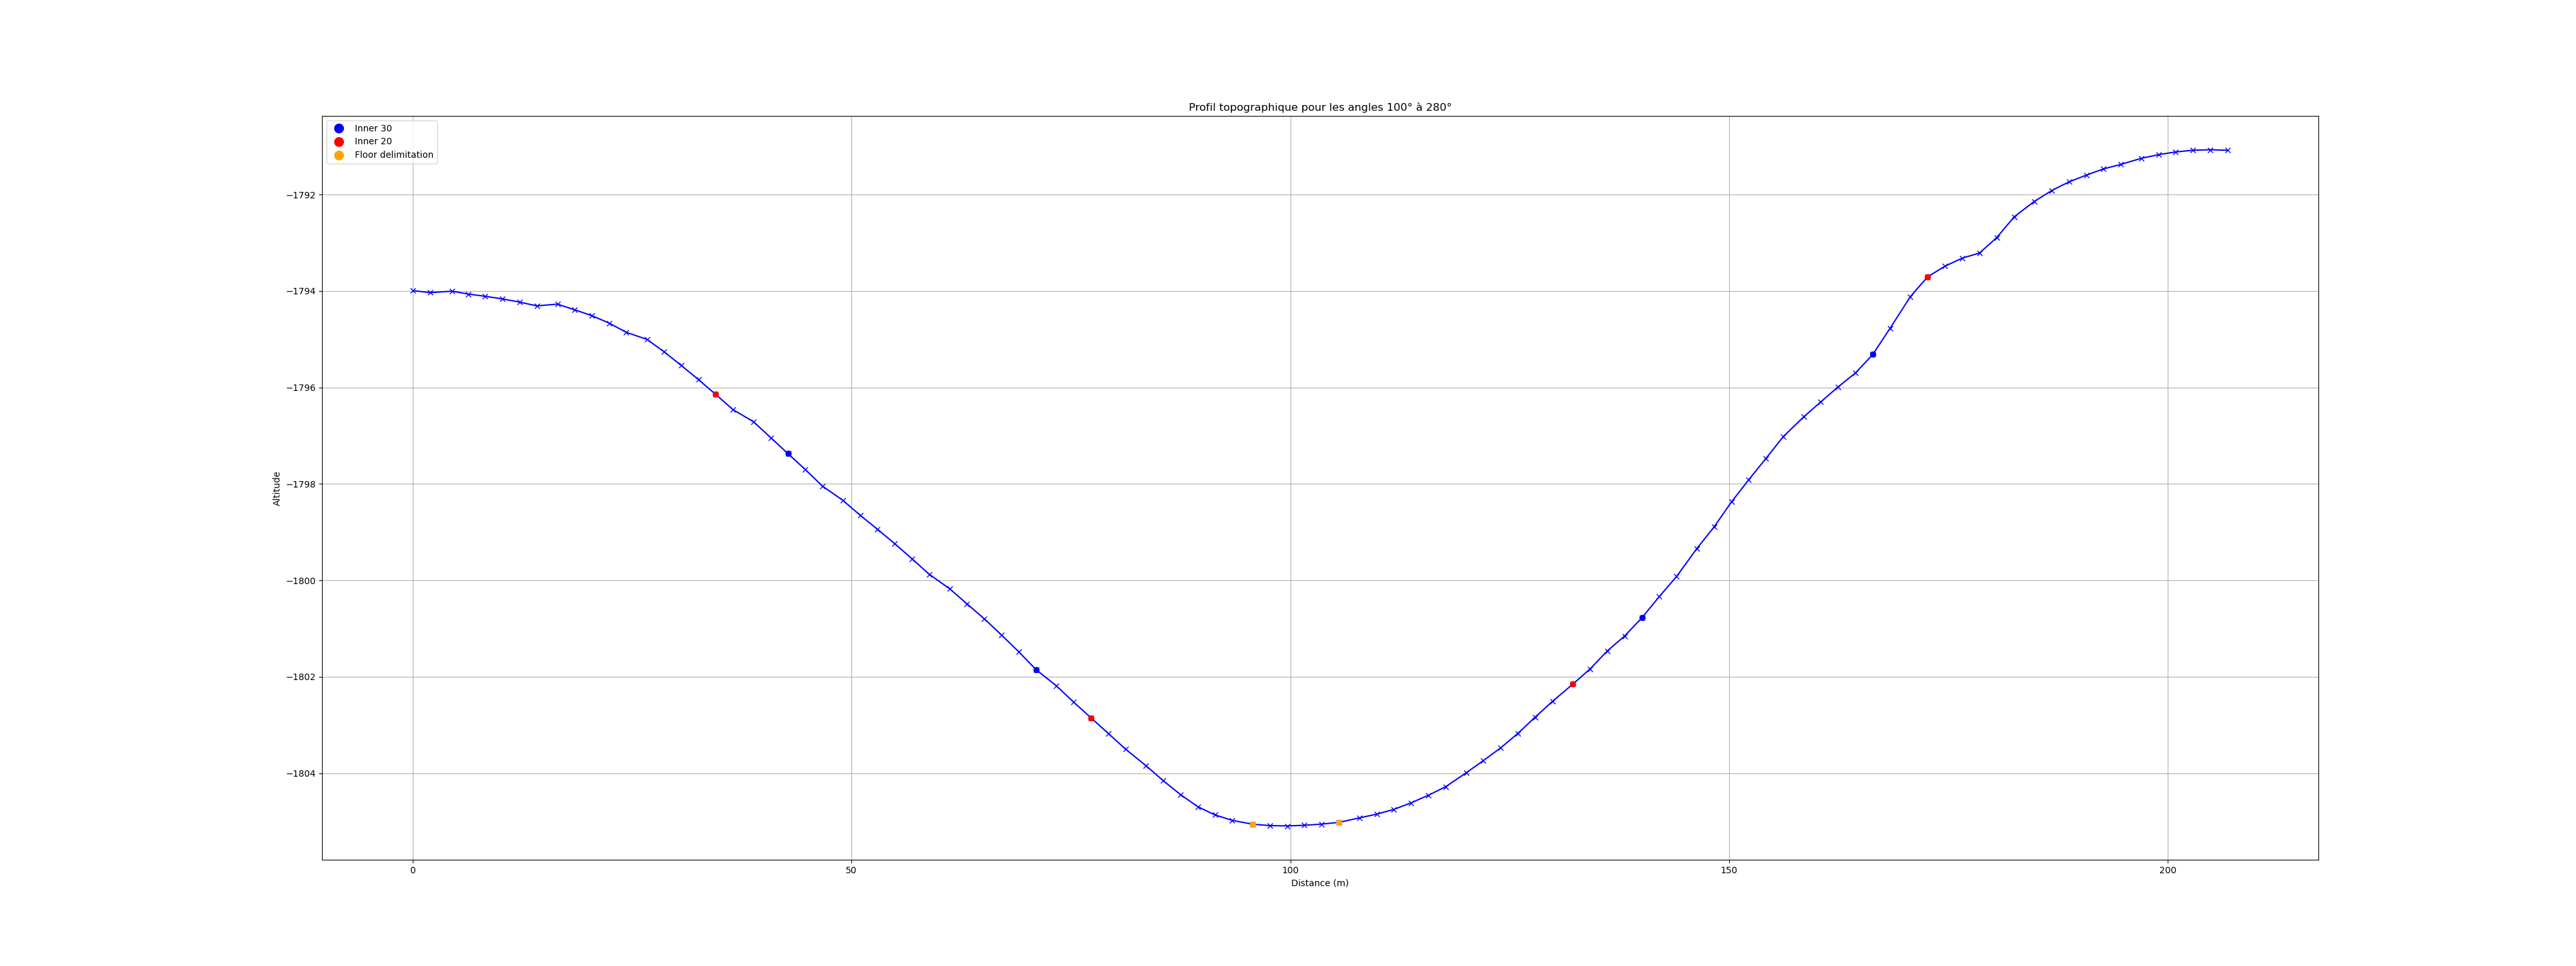 Profil topographique pour les angles 100° à 280°
Inner 30
Inner 20
Floor delimitation
−1792
−1794
−1796
−1798
−1800
−1802
−1804
Altitude
0
50
100
150
200
Distance (m)